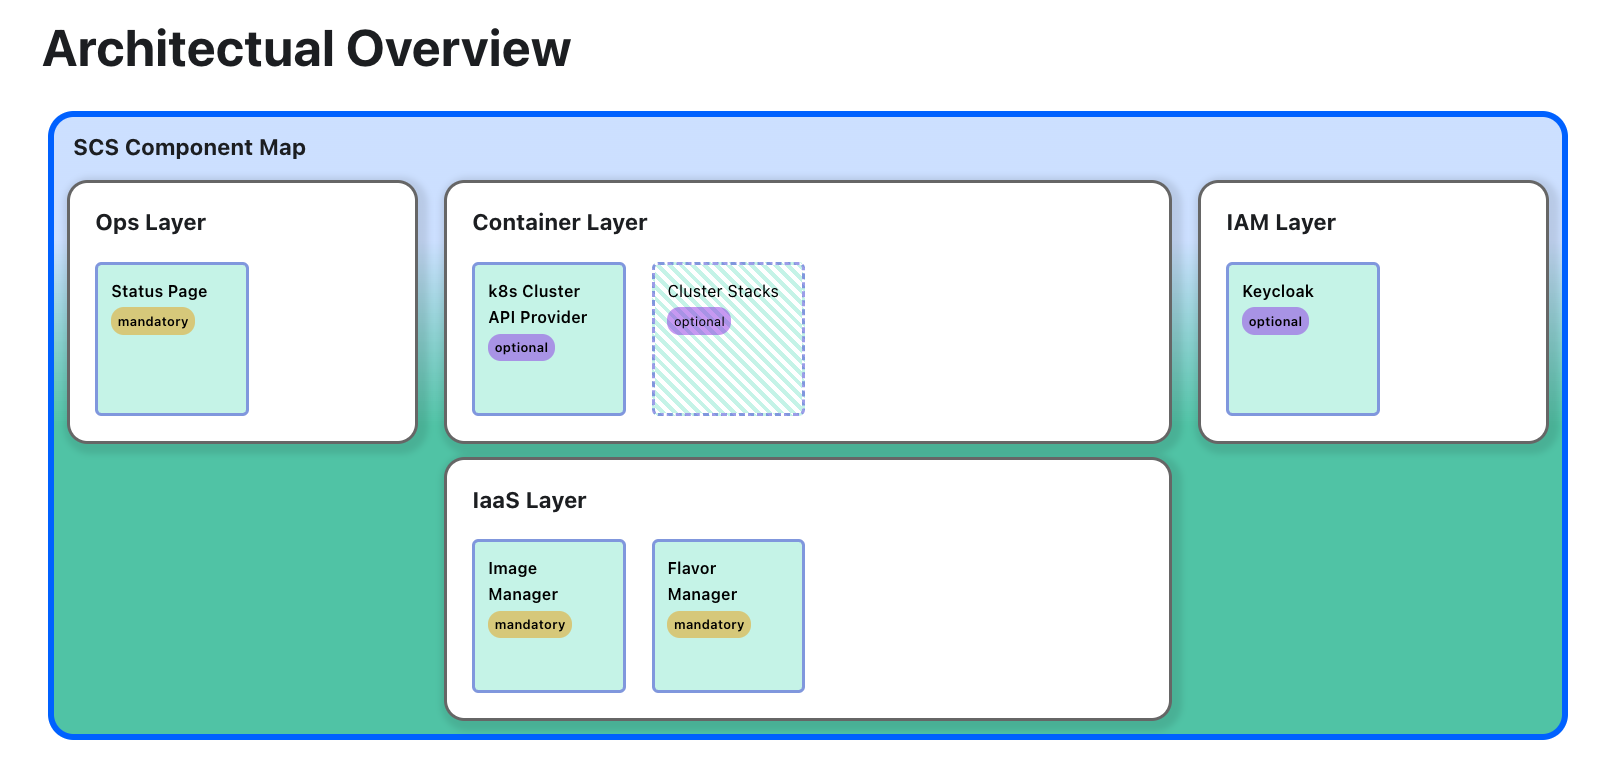 Architectual Overview
SCS Component Map
Ops Layer
Status Page
mandatory
Container Layer
k8s Cluster
API Provider
optional
Cluster Stacks
optional
IAM Layer
Keycloak
optional
IaaS Layer
Image
Manager
mandatory
Flavor
Manager
mandatory